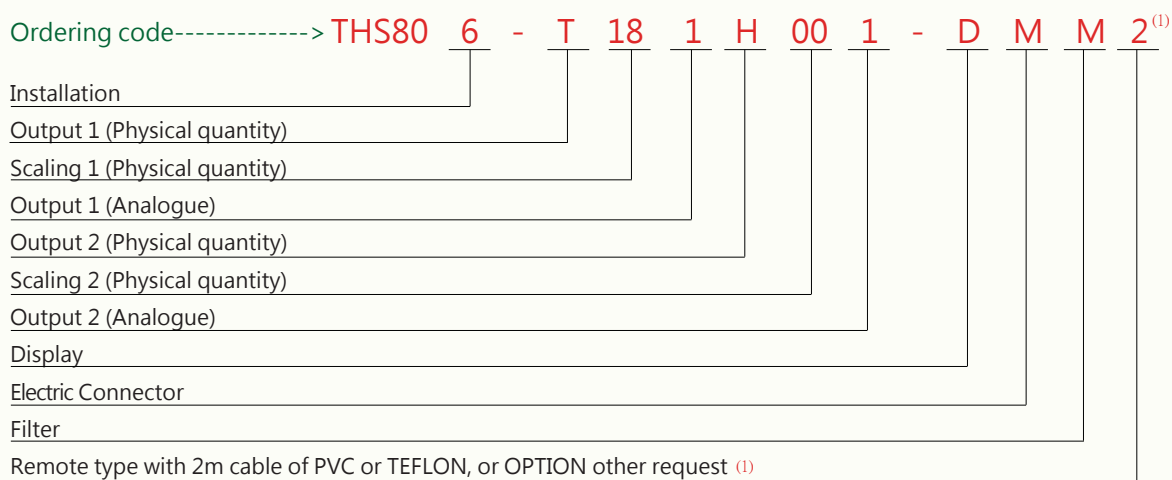 Ordering code-------------> THS80 6 - T 18 1 H 00 1 - D M M 2(1)
Installation
Output 1 (Physical quantity)
Scaling 1 (Physical quantity)
Output 1 (Analogue)
Output 2 (Physical quantity)
Scaling 2 (Physical quantity)
Output 2 (Analogue)
Display
Electric Connector
Filter
Remote type with 2m cable of PVC or TEFLON, or OPTION other request (1)